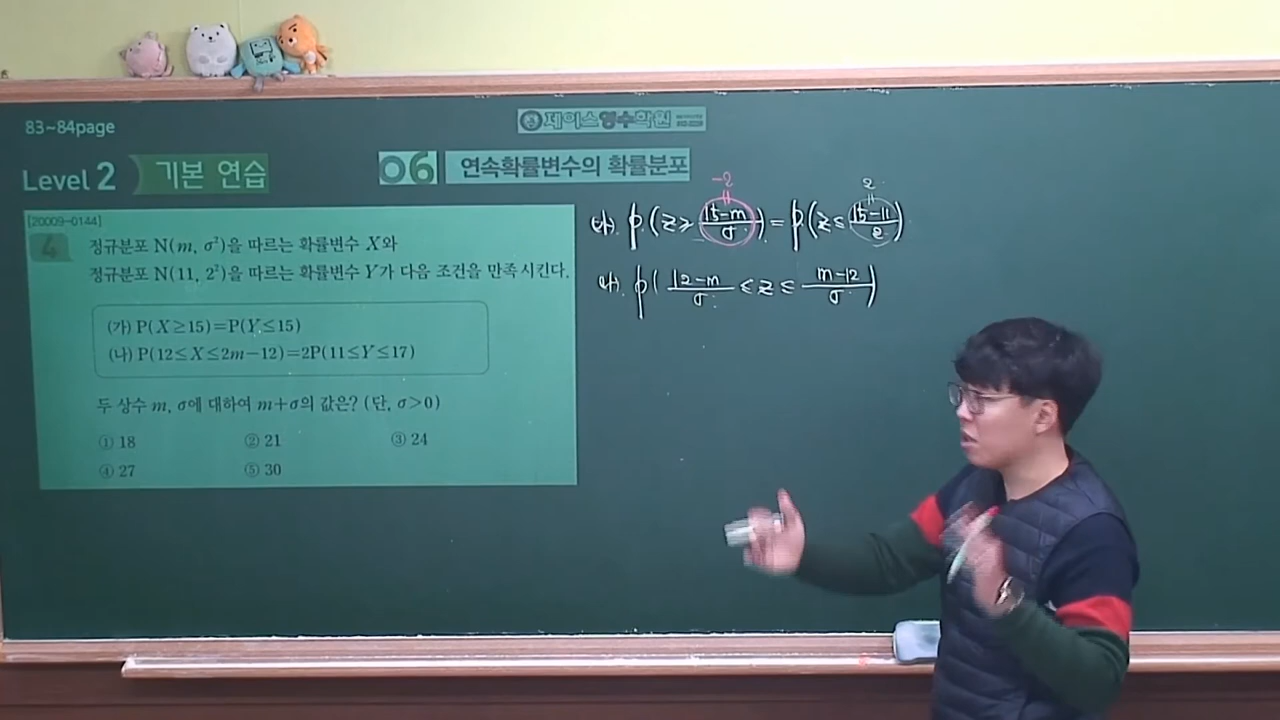 83~84page
제이스영수학원
Level 2 기본 연습
06 연속확률변수의 확률분포
[20009-0144]
4 정규분포 N(m, σ²)을 따르는 확률변수 X와
정규분포 N(11, 2²)을 따르는 확률변수 Y가 다음 조건을 만족시킨다.
(가) P(X≥15)=P(Y≤15)
(나) P(12≤X≤2m-12)=2P(11≤Y≤17)
두 상수 m, σ에 대하여 m+σ의 값은? (단, σ>0)
① 18 ② 21 ③ 24
④ 27 ⑤ 30
-2 2
가. P(Z≥ (15-m)/σ) = P(Z≤ (15-11)/2)
나. P( (12-m)/σ ≤ Z ≤ (m-12)/σ )